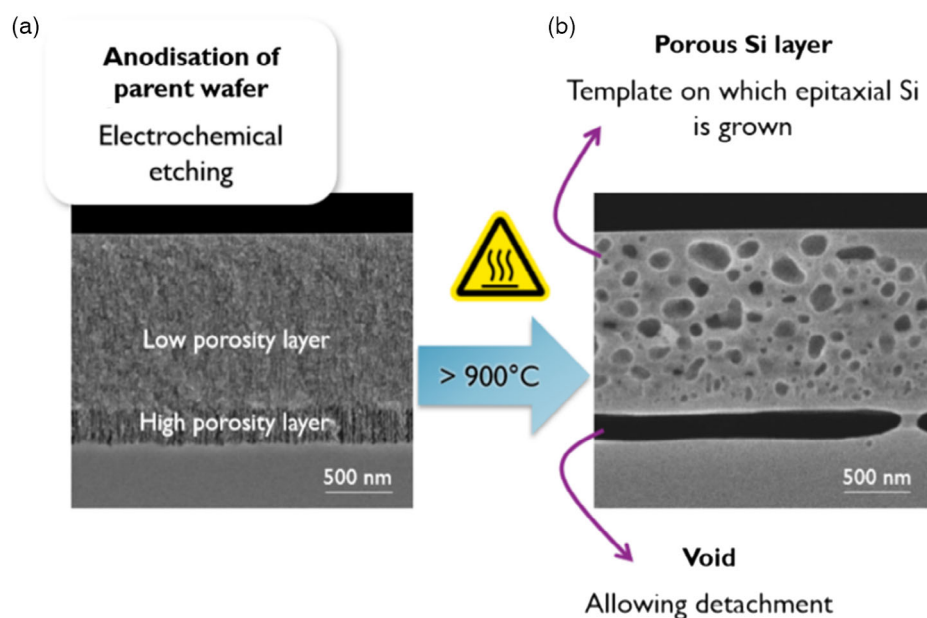 (a)
Anodisation of
parent wafer
Electrochemical
etching
Low porosity layer
High porosity layer
500 nm
> 900°C
(b)
Porous Si layer
Template on which epitaxial Si
is grown
500 nm
Void
Allowing detachment